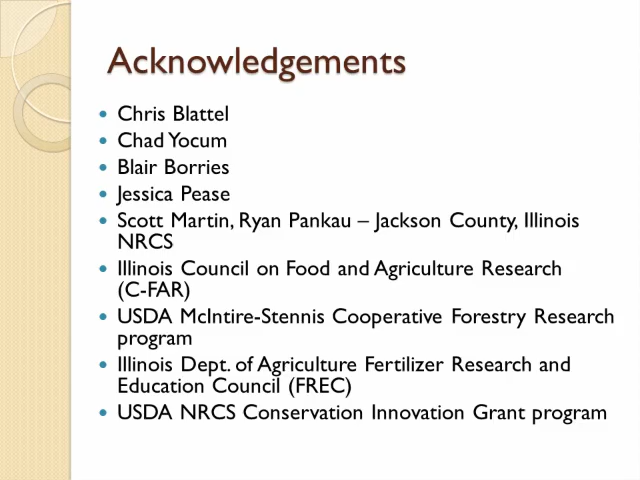 Acknowledgements
• Chris Blattel
• Chad Yocum
• Blair Borries
• Jessica Pease
• Scott Martin, Ryan Pankau – Jackson County, Illinois
NRCS
• Illinois Council on Food and Agriculture Research
(C-FAR)
• USDA McIntire-Stennis Cooperative Forestry Research
program
• Illinois Dept. of Agriculture Fertilizer Research and
Education Council (FREC)
• USDA NRCS Conservation Innovation Grant program